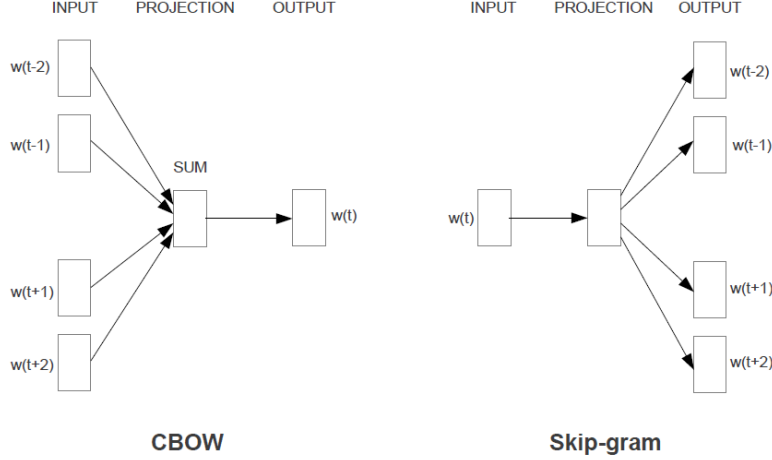 INPUT PROJECTION OUTPUT
w(t-2)
w(t-1)
SUM
w(t)
w(t+1)
w(t+2)
CBOW
INPUT PROJECTION OUTPUT
w(t-2)
w(t-1)
w(t)
w(t+1)
w(t+2)
Skip-gram